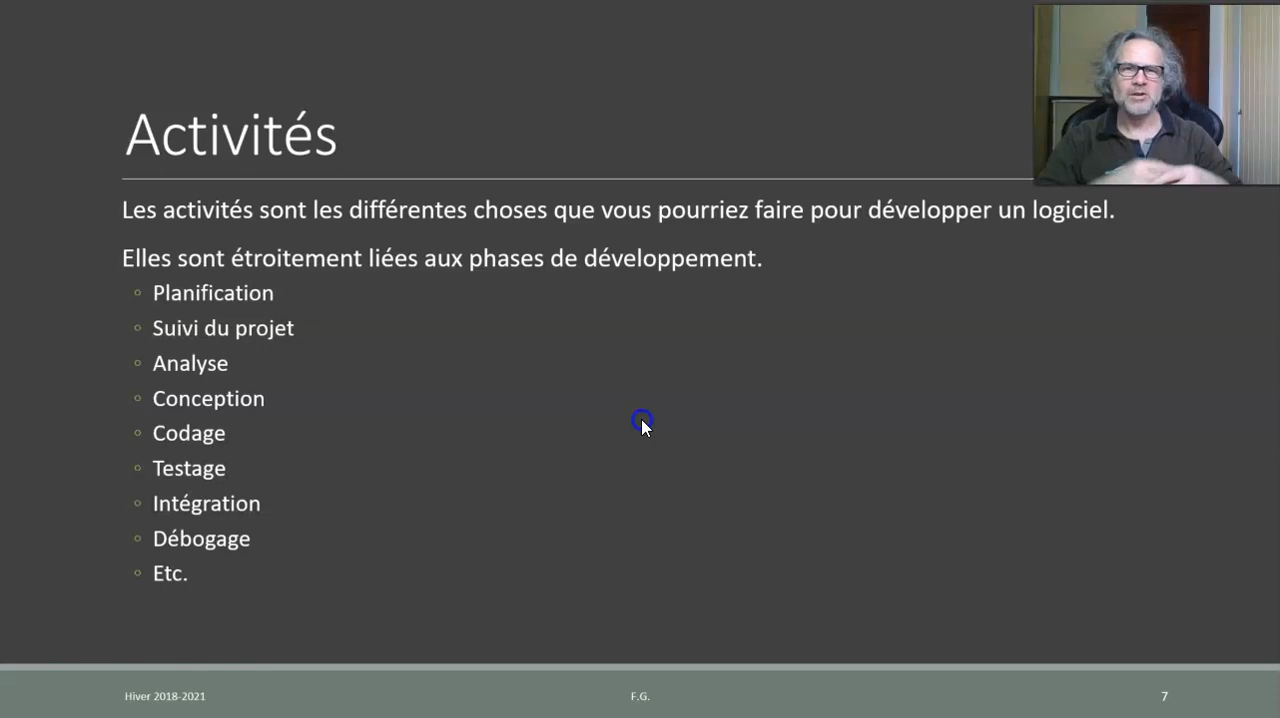 Activités
Les activités sont les différentes choses que vous pourriez faire pour développer un logiciel.
Elles sont étroitement liées aux phases de développement.
Planification
Suivi du projet
Analyse
Conception
Codage
Testage
Intégration
Débogage
Etc.
Hiver 2018-2021
F.G.
7